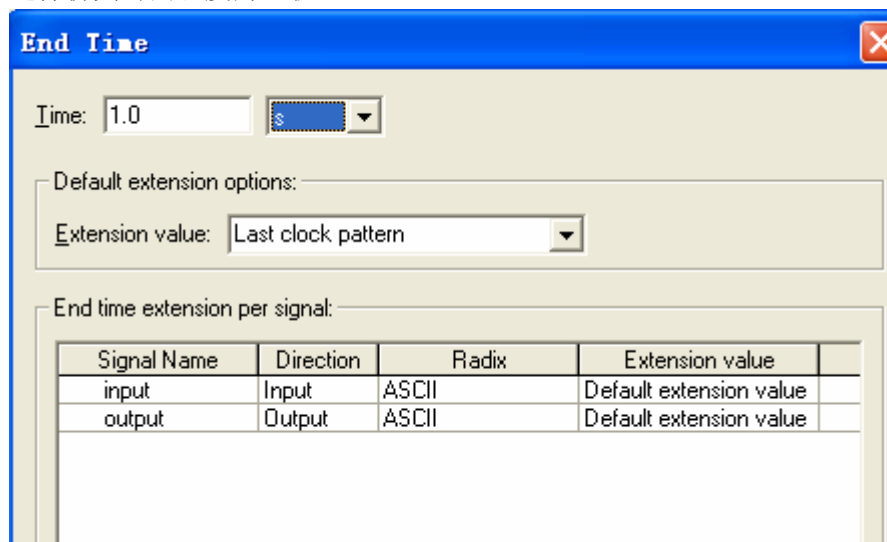 End Time
Time: 1.0 s
Default extension options:
Extension value: Last clock pattern
End time extension per signal:
Signal Name Direction Radix Extension value
input Input ASCII Default extension value
output Output ASCII Default extension value